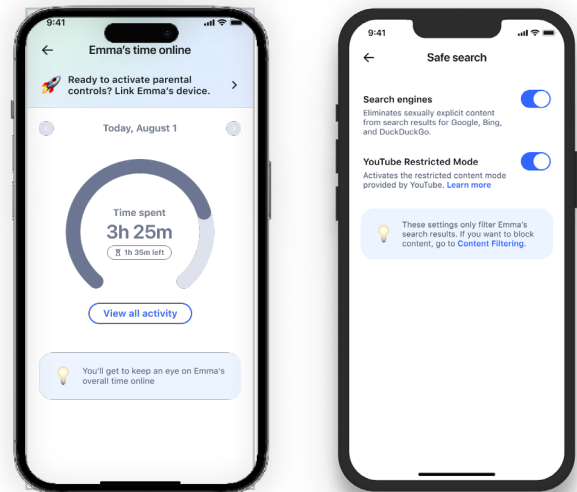 9:41
Emma's time online
Ready to activate parental
controls? Link Emma's device.
Today, August 1
Time spent
3h 25m
1h 35m left
View all activity
You'll get to keep an eye on Emma's
overall time online
9:41
Safe search
Search engines
Eliminates sexually explicit content
from search results for Google, Bing,
and DuckDuckGo.
YouTube Restricted Mode
Activates the restricted content mode
provided by YouTube. Learn more
These settings only filter Emma's
search results. If you want to block
content, go to Content Filtering.